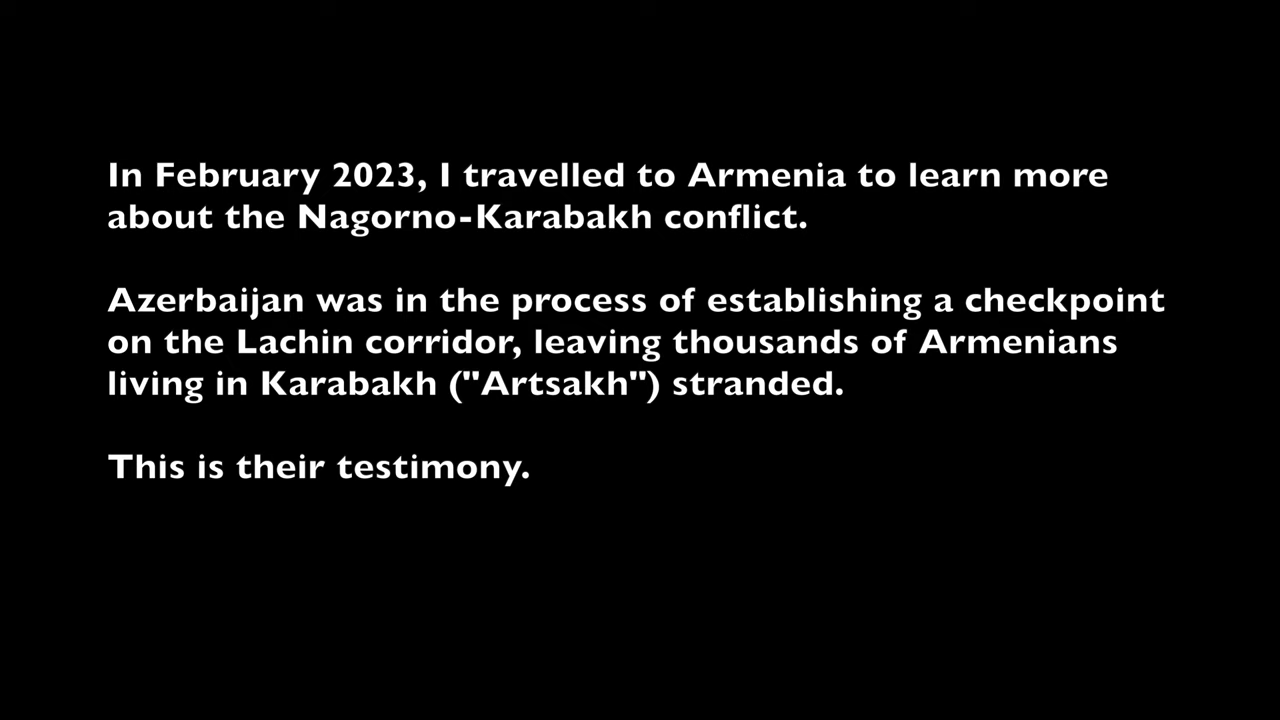 In February 2023, I travelled to Armenia to learn more
about the Nagorno-Karabakh conflict.
Azerbaijan was in the process of establishing a checkpoint
on the Lachin corridor, leaving thousands of Armenians
living in Karabakh ("Artsakh") stranded.
This is their testimony.